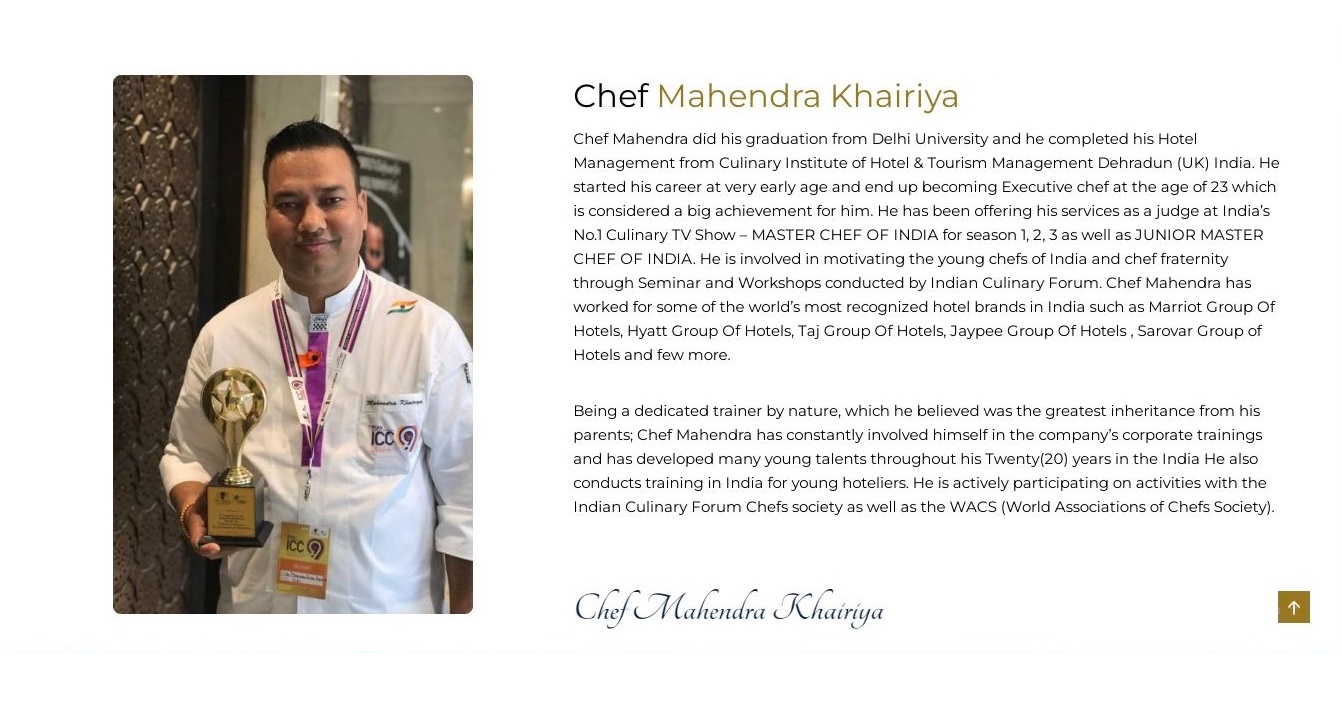 Chef Mahendra Khairiya
Chef Mahendra did his graduation from Delhi University and he completed his Hotel
Management from Culinary Institute of Hotel & Tourism Management Dehradun (UK) India. He
started his career at very early age and end up becoming Executive chef at the age of 23 which
is considered a big achievement for him. He has been offering his services as a judge at India’s
No.1 Culinary TV Show – MASTER CHEF OF INDIA for season 1, 2, 3 as well as JUNIOR MASTER
CHEF OF INDIA. He is involved in motivating the young chefs of India and chef fraternity
through Seminar and Workshops conducted by Indian Culinary Forum. Chef Mahendra has
worked for some of the world’s most recognized hotel brands in India such as Marriot Group Of
Hotels, Hyatt Group Of Hotels, Taj Group Of Hotels, Jaypee Group Of Hotels , Sarovar Group of
Hotels and few more.
Being a dedicated trainer by nature, which he believed was the greatest inheritance from his
parents; Chef Mahendra has constantly involved himself in the company’s corporate trainings
and has developed many young talents throughout his Twenty(20) years in the India He also
conducts training in India for young hoteliers. He is actively participating on activities with the
Indian Culinary Forum Chefs society as well as the WACS (World Associations of Chefs Society).
Chef Mahendra Khairiya
Mahendra Khairiya
ICC 9
ICC 9